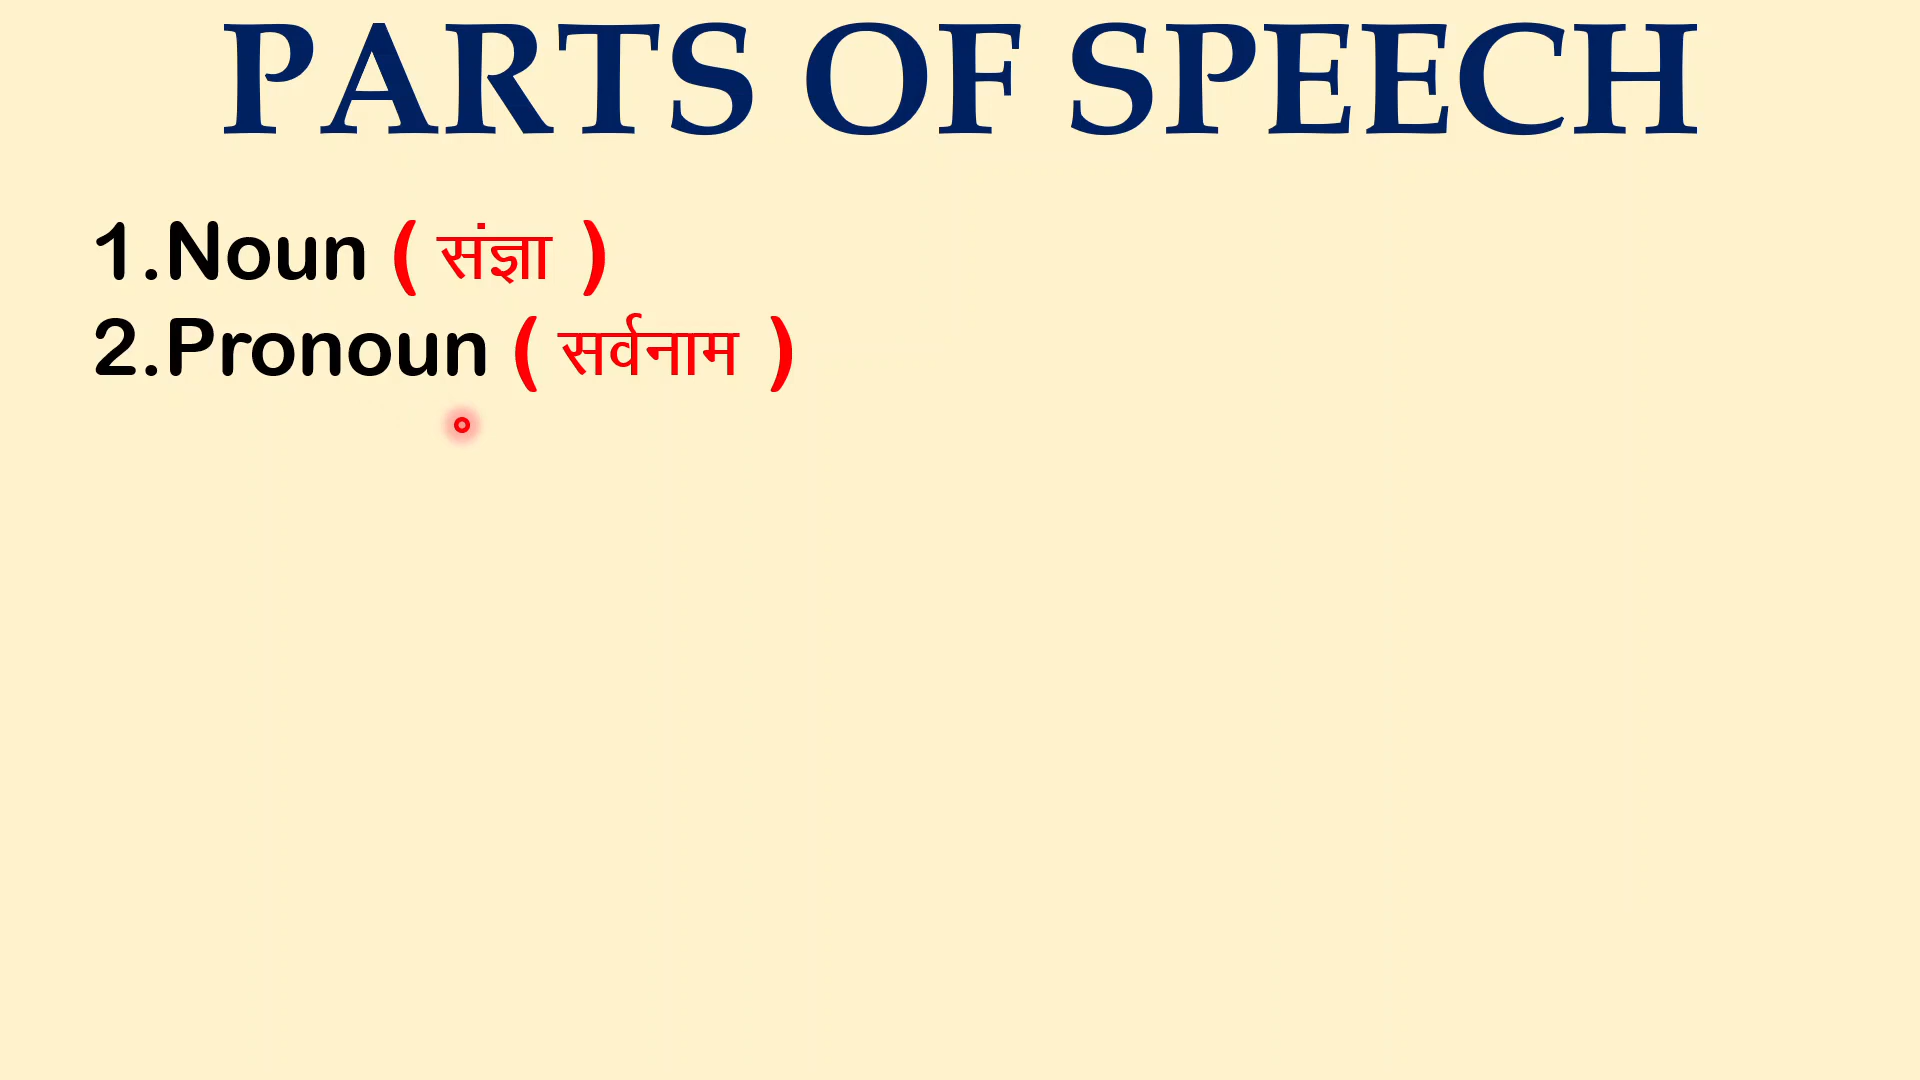 PARTS OF SPEECH
1.Noun ( संज्ञा )
2.Pronoun ( सर्वनाम )